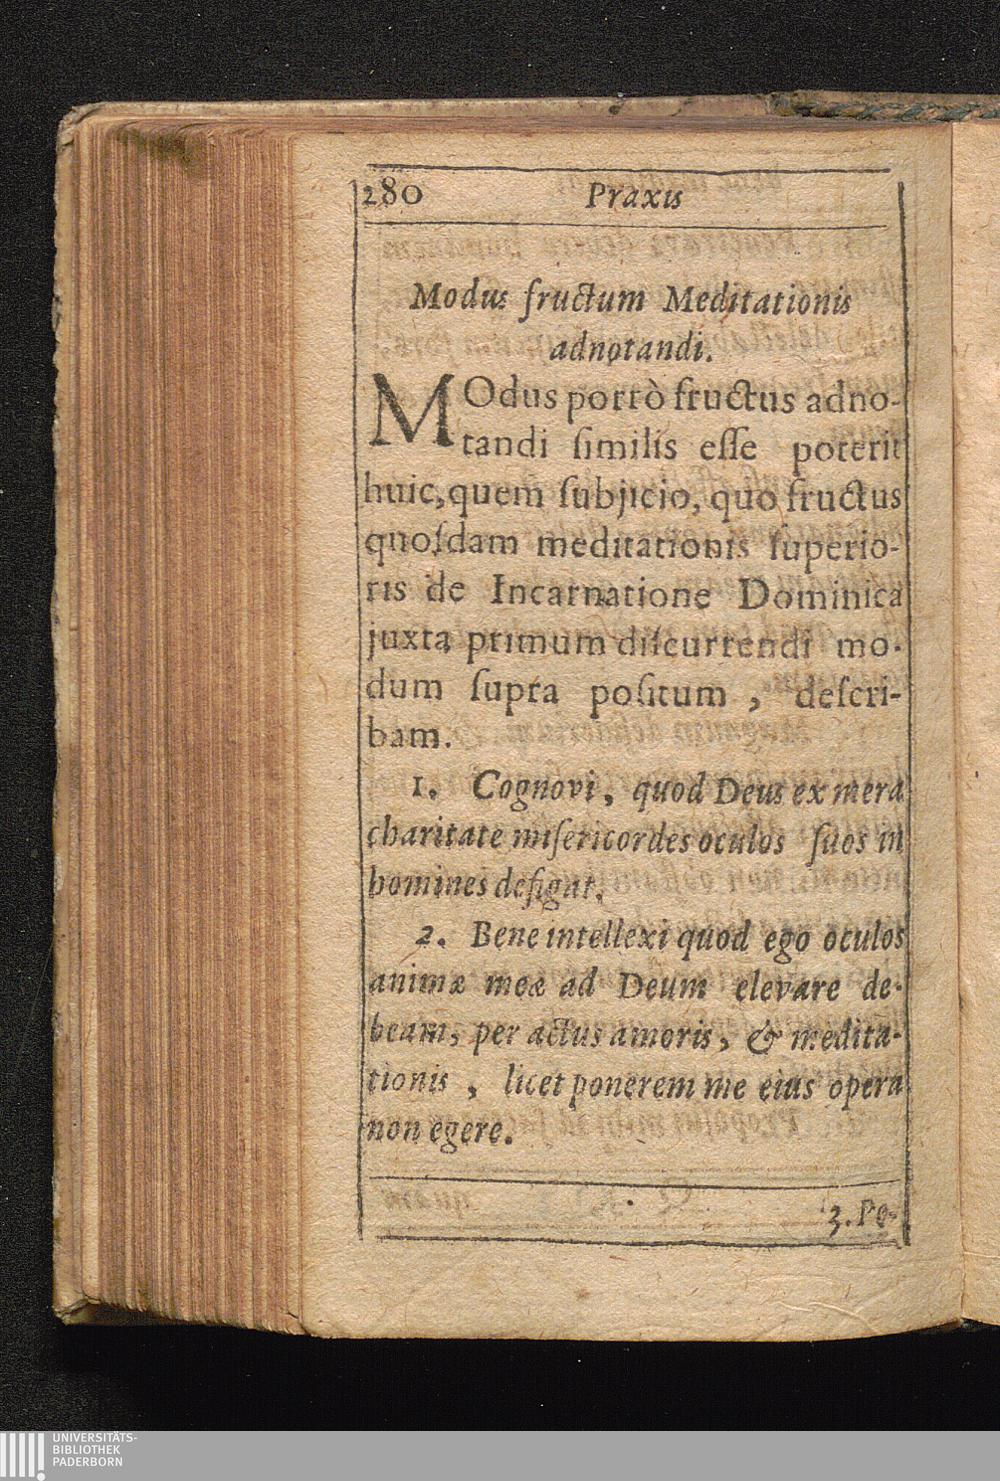 280 Praxis
Modus fructum Meditationis
adnotandi.
MOdus porrò fructus adno-
tandi ſimilis eſſe poterit
huic, quem ſubjicio, quo fructus
quoſdam meditationis ſuperio-
ris de Incarnatione Dominica
juxta primum diſcurrendi mo-
dum ſupra poſitum, deſcri-
bam.
1. Cognovi, quod Deus ex mera
charitate miſericordes oculos ſuos in
homines defigat.
2. Bene intellexi quod ego oculos
animæ meæ ad Deum elevare de-
beam, per actus amoris, & medita-
tionis, licet ponerem me eius opera
non egere.
3. Po-
UNIVERSITÄTS-
BIBLIOTHEK
PADERBORN